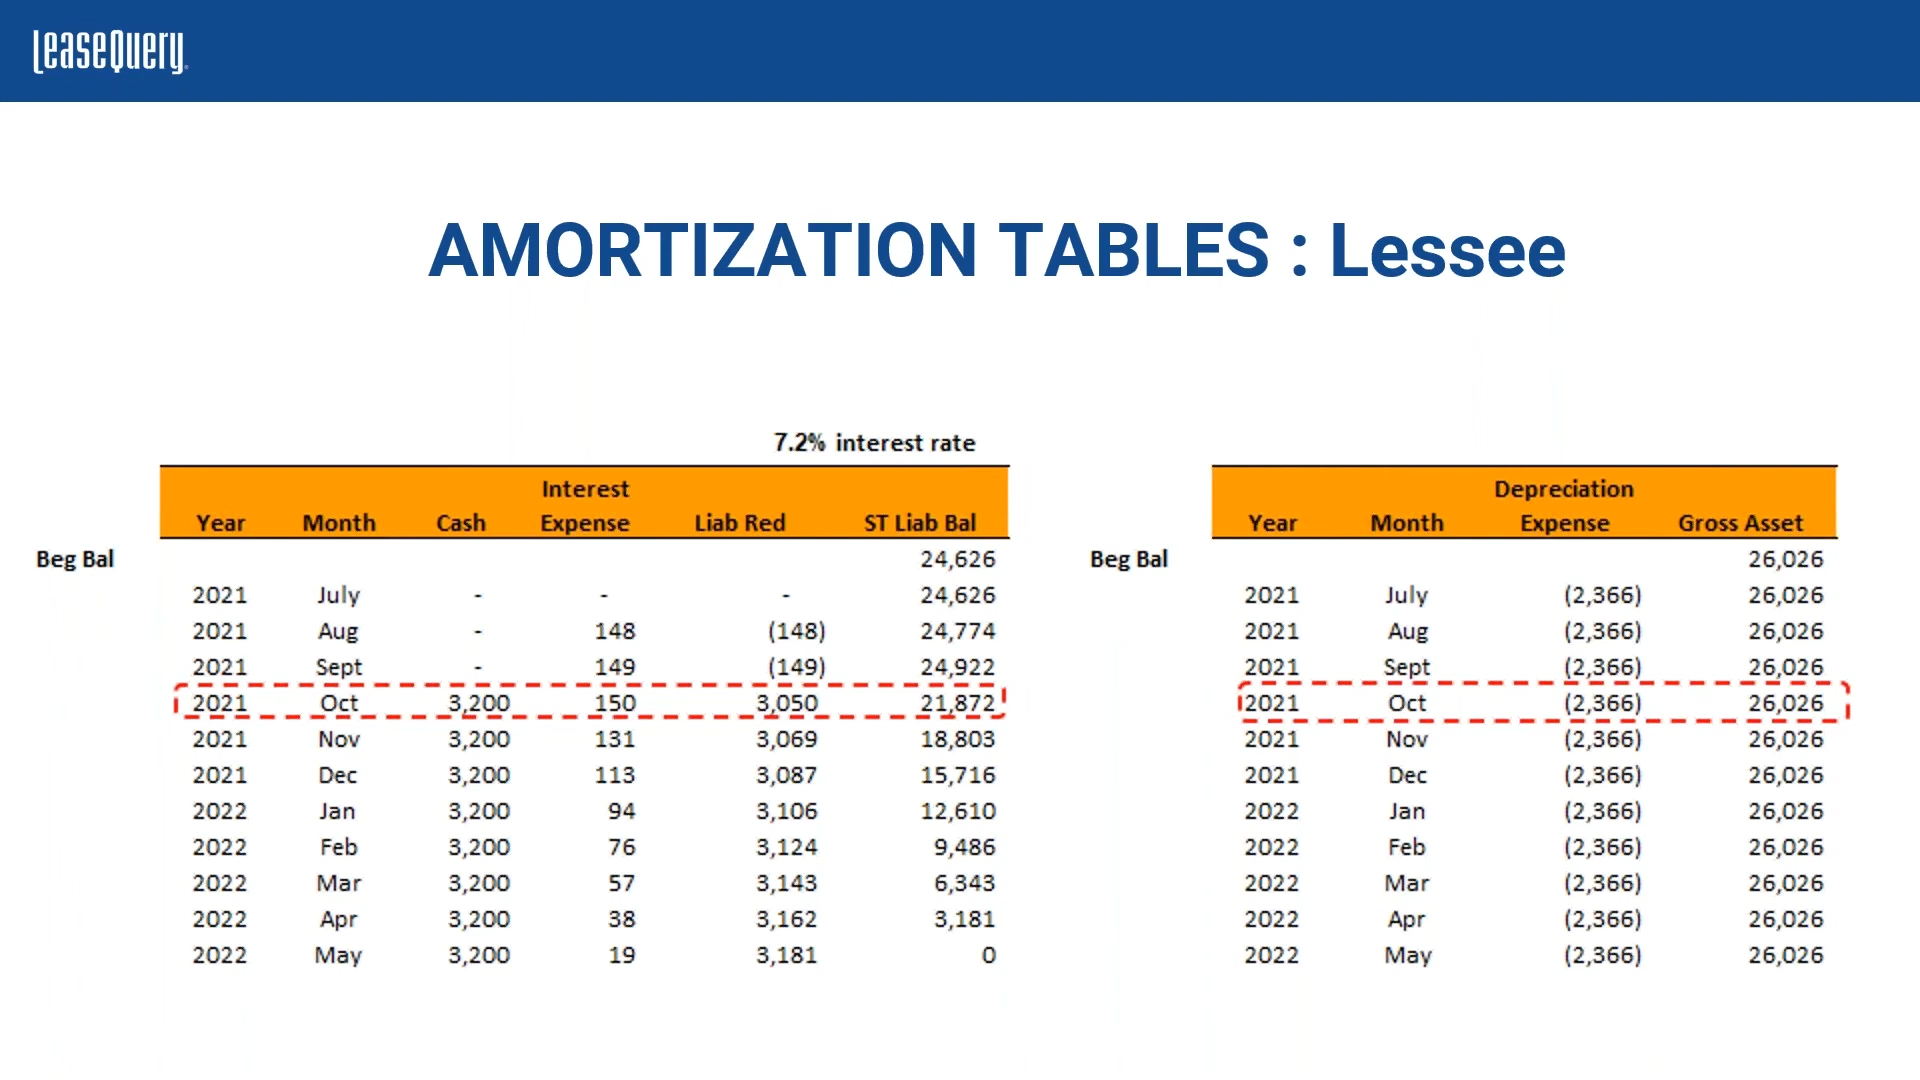 LeaseQuery
AMORTIZATION TABLES : Lessee
7.2% interest rate
Interest
Year Month Cash Expense Liab Red ST Liab Bal
Beg Bal 24,626
2021 July - - - 24,626
2021 Aug - 148 (148) 24,774
2021 Sept - 149 (149) 24,922
2021 Oct 3,200 150 3,050 21,872
2021 Nov 3,200 131 3,069 18,803
2021 Dec 3,200 113 3,087 15,716
2022 Jan 3,200 94 3,106 12,610
2022 Feb 3,200 76 3,124 9,486
2022 Mar 3,200 57 3,143 6,343
2022 Apr 3,200 38 3,162 3,181
2022 May 3,200 19 3,181 0
Depreciation
Year Month Expense Gross Asset
Beg Bal 26,026
2021 July (2,366) 26,026
2021 Aug (2,366) 26,026
2021 Sept (2,366) 26,026
2021 Oct (2,366) 26,026
2021 Nov (2,366) 26,026
2021 Dec (2,366) 26,026
2022 Jan (2,366) 26,026
2022 Feb (2,366) 26,026
2022 Mar (2,366) 26,026
2022 Apr (2,366) 26,026
2022 May (2,366) 26,026